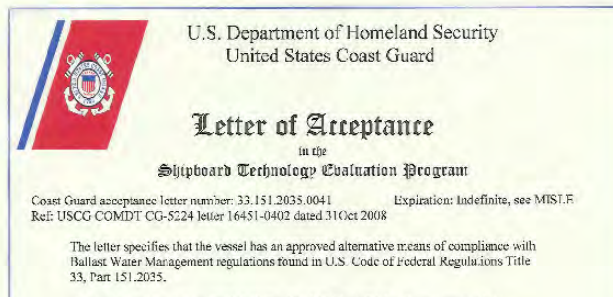 U.S. Department of Homeland Security
United States Coast Guard
Letter of Acceptance
in the
Shipboard Technology Evaluation Program
Coast Guard acceptance letter number: 33.151.2035.0041 Expiration: Indefinite, see MISLE
Ref: USCG COMDT CG-5224 letter 16451-0402 dated 31Oct 2008
The letter specifies that the vessel has an approved alternative means of compliance with
Ballast Water Management regulations found in U.S. Code of Federal Regulations Title
33, Part 151.2035.